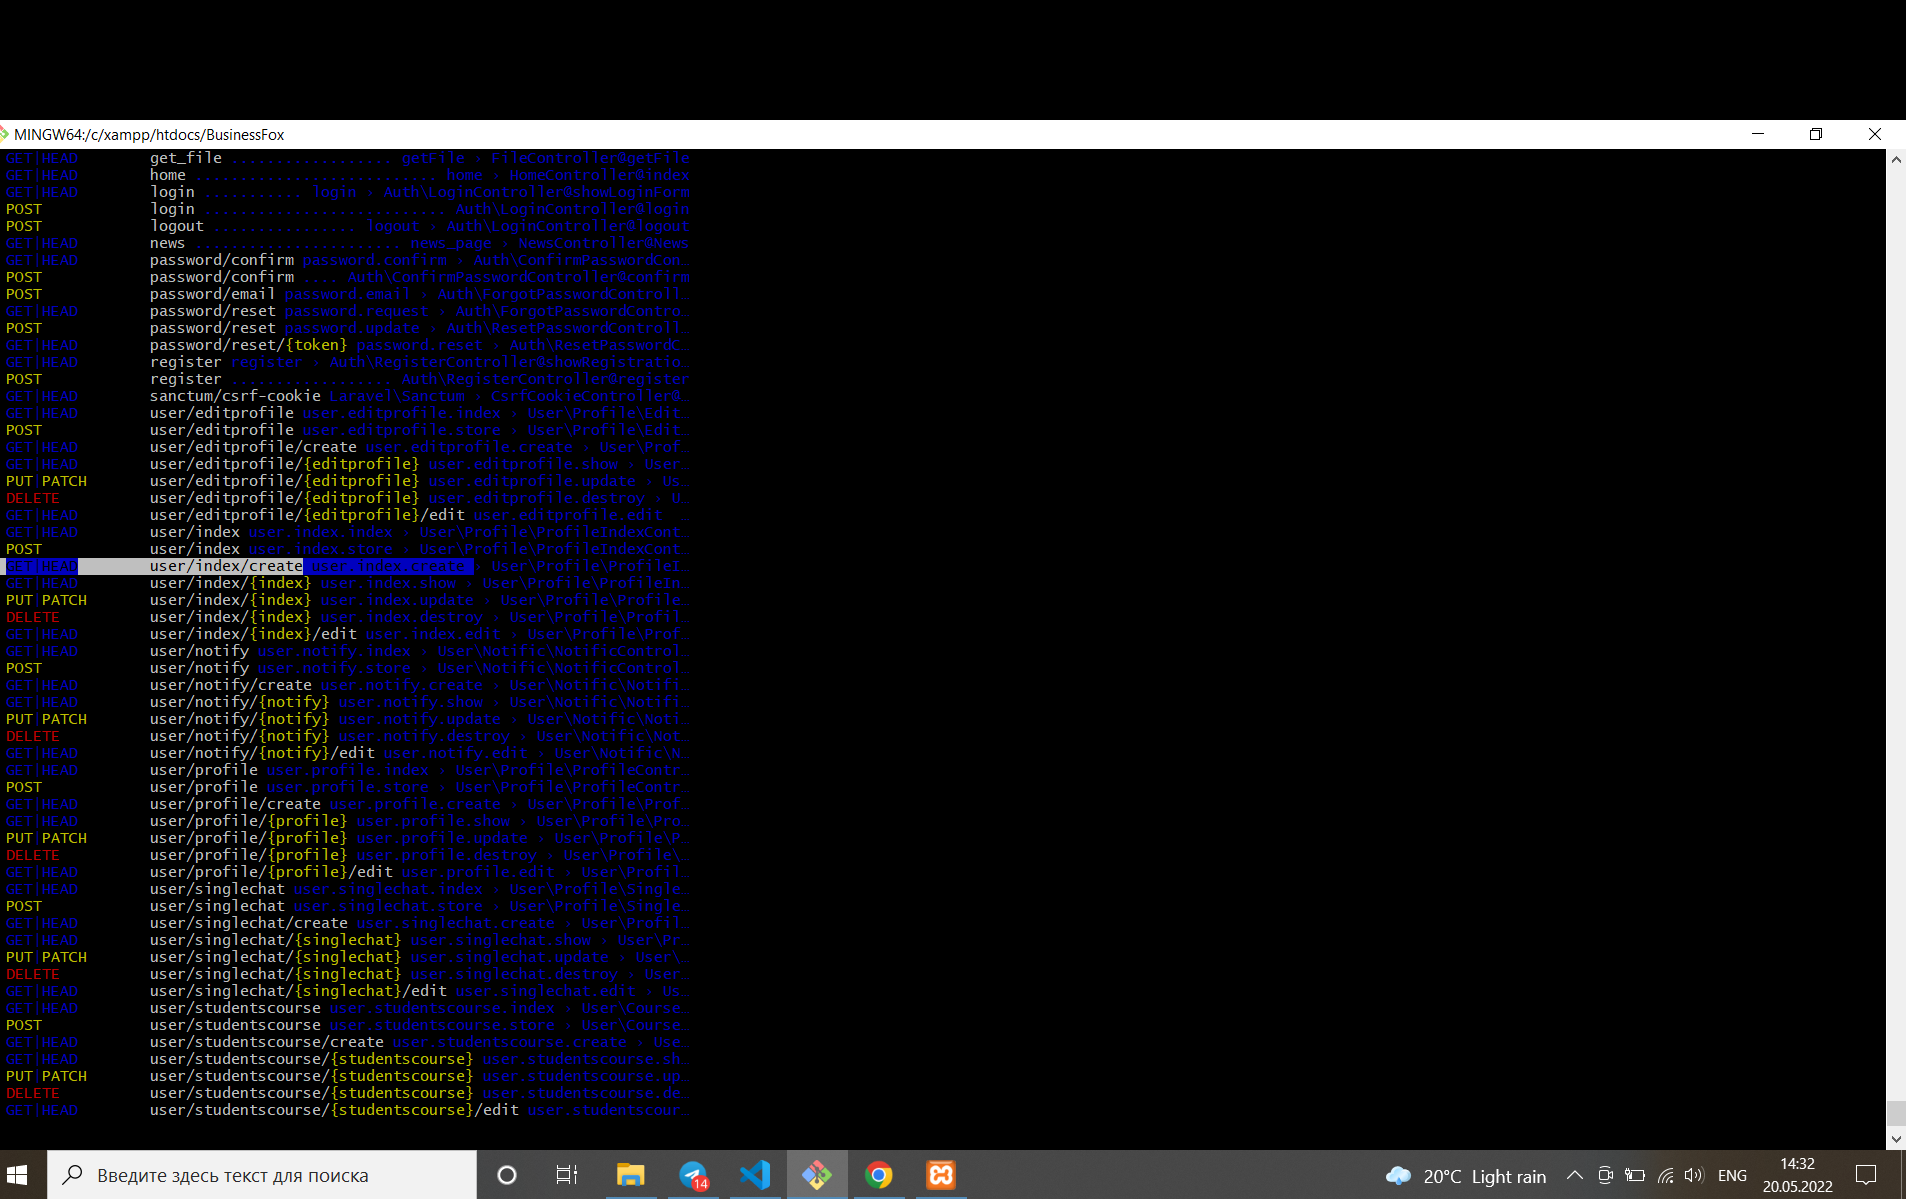 MINGW64:/c/xampp/htdocs/BusinessFox
GET|HEAD get_file .................. getFile › FileController@getFile
GET|HEAD home ........................... home › HomeController@index
GET|HEAD login ........... login › Auth\LoginController@showLoginForm
POST login ........................... Auth\LoginController@login
POST logout ................ logout › Auth\LoginController@logout
GET|HEAD news ....................... news_page › NewsController@News
GET|HEAD password/confirm password.confirm › Auth\ConfirmPasswordCon…
POST password/confirm .... Auth\ConfirmPasswordController@confirm
POST password/email password.email › Auth\ForgotPasswordControll…
GET|HEAD password/reset password.request › Auth\ForgotPasswordContro…
POST password/reset password.update › Auth\ResetPasswordControll…
GET|HEAD password/reset/{token} password.reset › Auth\ResetPasswordC…
GET|HEAD register register › Auth\RegisterController@showRegistratio…
POST register .................. Auth\RegisterController@register
GET|HEAD sanctum/csrf-cookie Laravel\Sanctum › CsrfCookieController@…
GET|HEAD user/editprofile user.editprofile.index › User\Profile\Edit…
POST user/editprofile user.editprofile.store › User\Profile\Edit…
GET|HEAD user/editprofile/create user.editprofile.create › User\Prof…
GET|HEAD user/editprofile/{editprofile} user.editprofile.show › User…
PUT|PATCH user/editprofile/{editprofile} user.editprofile.update › Us…
DELETE user/editprofile/{editprofile} user.editprofile.destroy › U…
GET|HEAD user/editprofile/{editprofile}/edit user.editprofile.edit …
GET|HEAD user/index user.index.index › User\Profile\ProfileIndexCont…
POST user/index user.index.store › User\Profile\ProfileIndexCont…
GET|HEAD user/index/create user.index.create › User\Profile\ProfileI…
GET|HEAD user/index/{index} user.index.show › User\Profile\ProfileIn…
PUT|PATCH user/index/{index} user.index.update › User\Profile\Profile…
DELETE user/index/{index} user.index.destroy › User\Profile\Profil…
GET|HEAD user/index/{index}/edit user.index.edit › User\Profile\Prof…
GET|HEAD user/notify user.notify.index › User\Notific\NotificControl…
POST user/notify user.notify.store › User\Notific\NotificControl…
GET|HEAD user/notify/create user.notify.create › User\Notific\Notifi…
GET|HEAD user/notify/{notify} user.notify.show › User\Notific\Notifi…
PUT|PATCH user/notify/{notify} user.notify.update › User\Notific\Noti…
DELETE user/notify/{notify} user.notify.destroy › User\Notific\Not…
GET|HEAD user/notify/{notify}/edit user.notify.edit › User\Notific\N…
GET|HEAD user/profile user.profile.index › User\Profile\ProfileContr…
POST user/profile user.profile.store › User\Profile\ProfileContr…
GET|HEAD user/profile/create user.profile.create › User\Profile\Prof…
GET|HEAD user/profile/{profile} user.profile.show › User\Profile\Pro…
PUT|PATCH user/profile/{profile} user.profile.update › User\Profile\P…
DELETE user/profile/{profile} user.profile.destroy › User\Profile\…
GET|HEAD user/profile/{profile}/edit user.profile.edit › User\Profil…
GET|HEAD user/singlechat user.singlechat.index › User\Profile\Single…
POST user/singlechat user.singlechat.store › User\Profile\Single…
GET|HEAD user/singlechat/create user.singlechat.create › User\Profil…
GET|HEAD user/singlechat/{singlechat} user.singlechat.show › User\Pr…
PUT|PATCH user/singlechat/{singlechat} user.singlechat.update › User\…
DELETE user/singlechat/{singlechat} user.singlechat.destroy › User…
GET|HEAD user/singlechat/{singlechat}/edit user.singlechat.edit › Us…
GET|HEAD user/studentscourse user.studentscourse.index › User\Course…
POST user/studentscourse user.studentscourse.store › User\Course…
GET|HEAD user/studentscourse/create user.studentscourse.create › Use…
GET|HEAD user/studentscourse/{studentscourse} user.studentscourse.sh…
PUT|PATCH user/studentscourse/{studentscourse} user.studentscourse.up…
DELETE user/studentscourse/{studentscourse} user.studentscourse.de…
GET|HEAD user/studentscourse/{studentscourse}/edit user.studentscour…
Введите здесь текст для поиска
14
20°C Light rain
ENG
14:32
20.05.2022